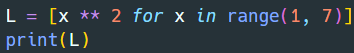 L = [x ** 2 for x in range(1, 7)]
print(L)